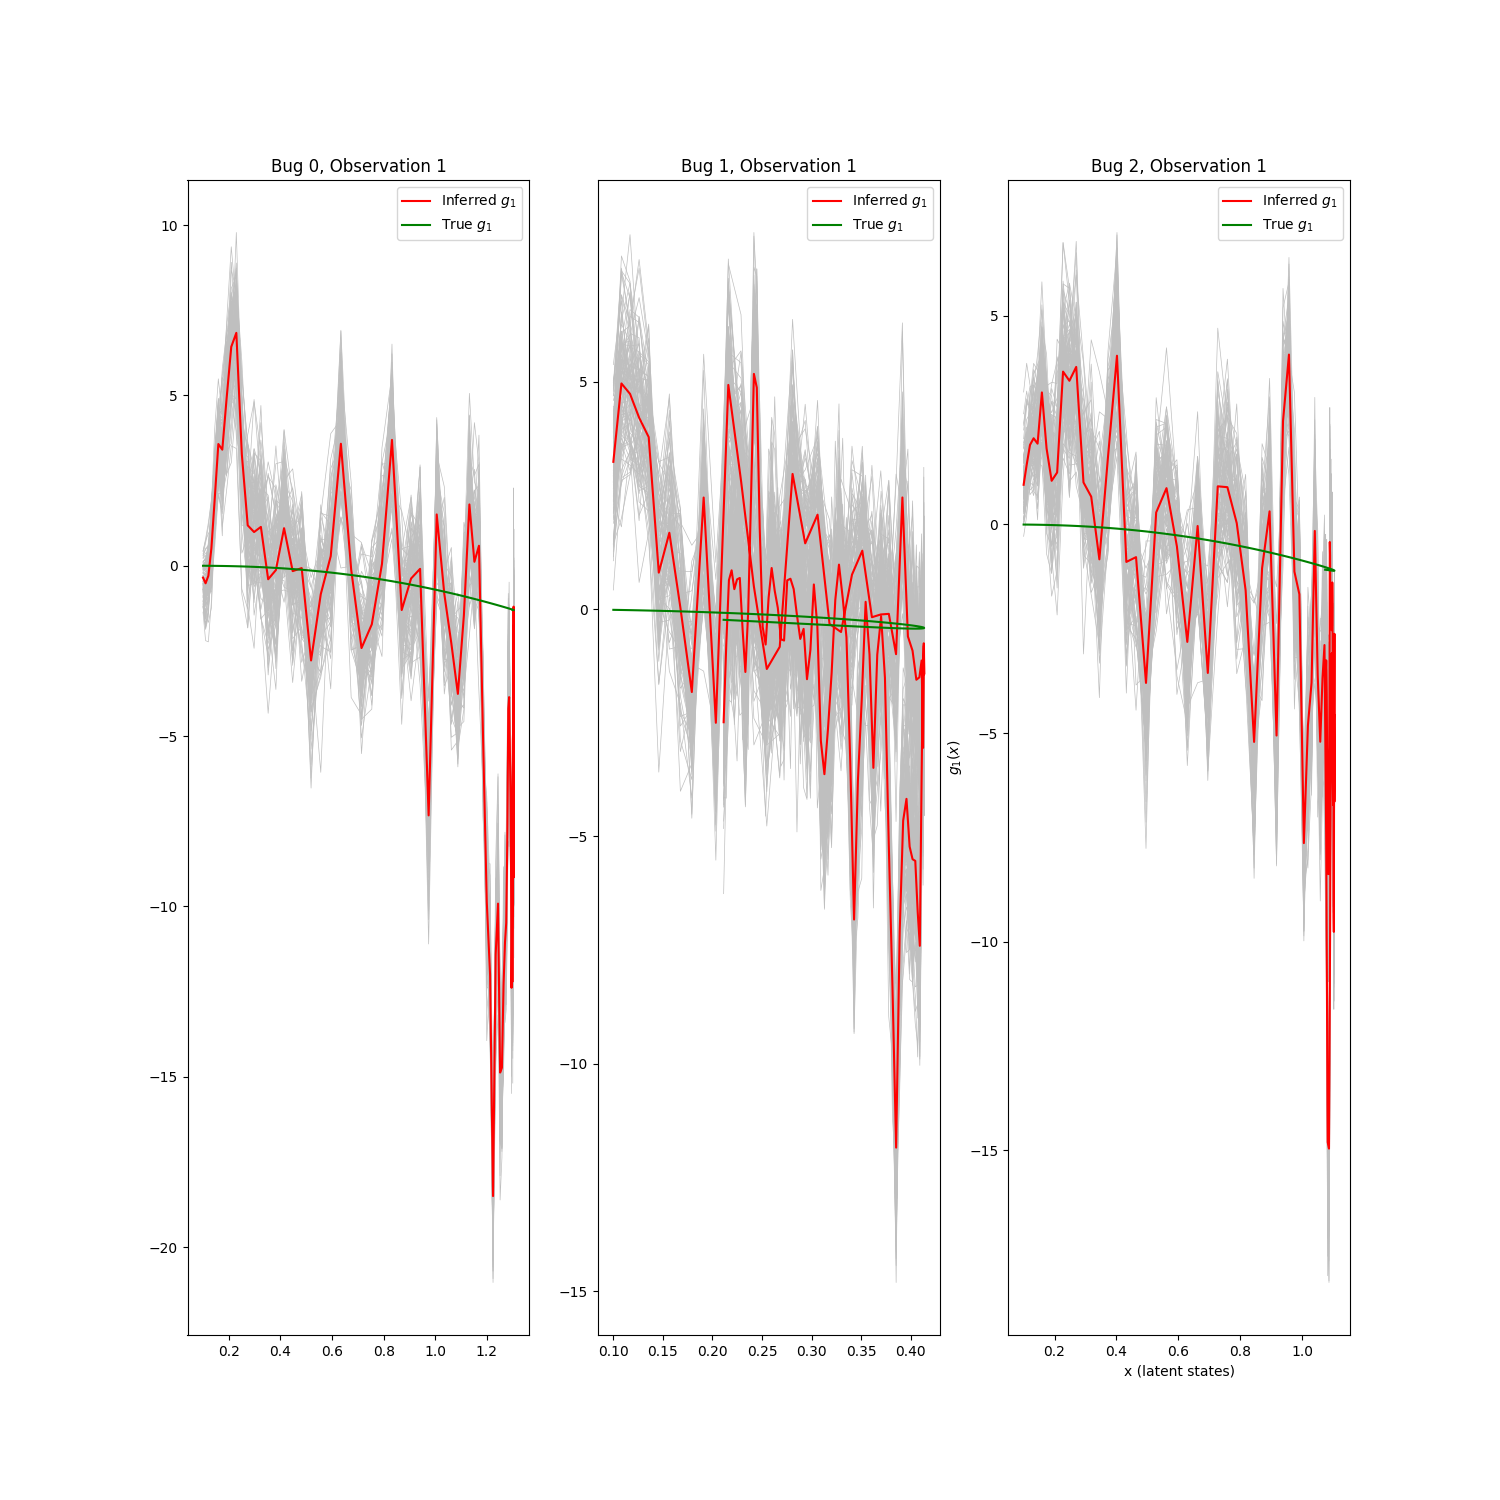 Bug 0, Observation 1
Inferred g₁
True g₁
10
5
0
−5
−10
−15
−20
0.2 0.4 0.6 0.8 1.0 1.2
Bug 1, Observation 1
Inferred g₁
True g₁
5
0
−5
−10
−15
0.10 0.15 0.20 0.25 0.30 0.35 0.40
Bug 2, Observation 1
Inferred g₁
True g₁
g₁(x)
5
0
−5
−10
−15
0.2 0.4 0.6 0.8 1.0
x (latent states)